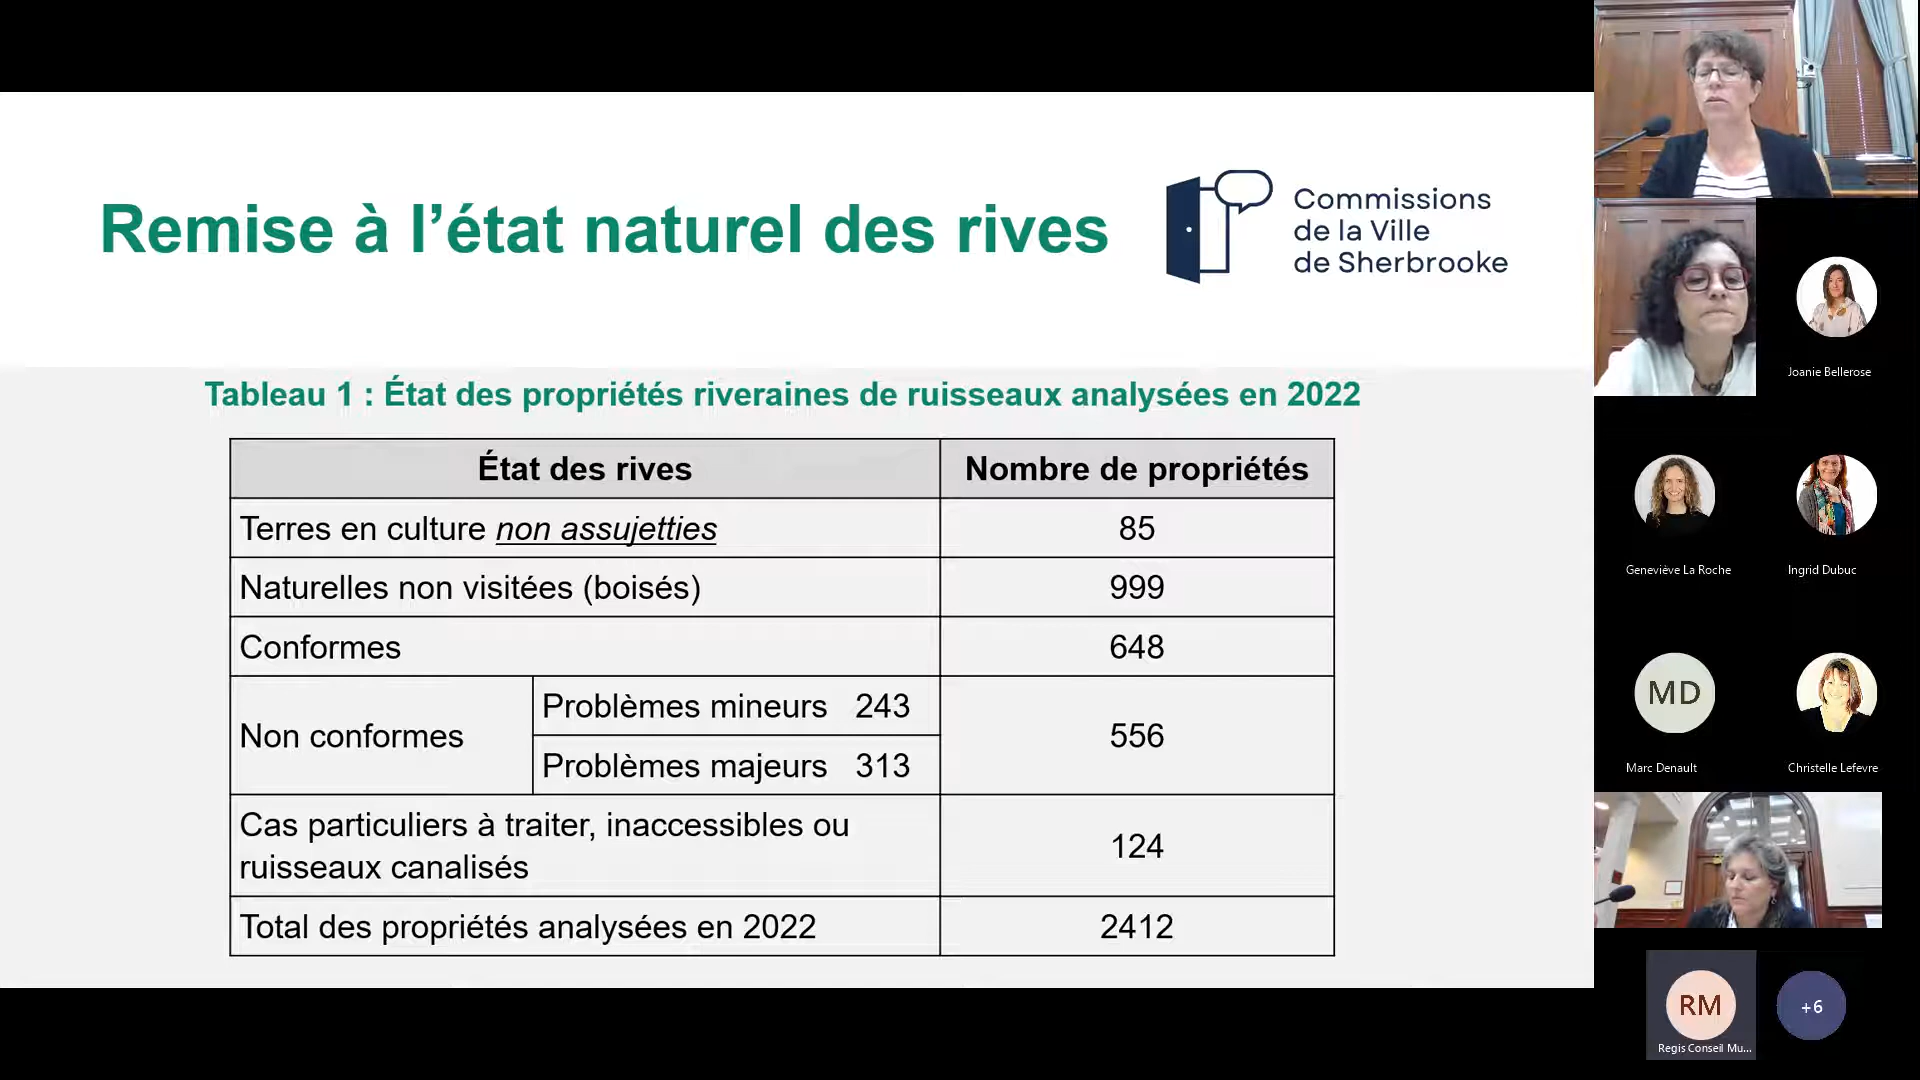 Remise à l’état naturel des rives
Commissions
de la Ville
de Sherbrooke
Tableau 1 : État des propriétés riveraines de ruisseaux analysées en 2022
État des rives Nombre de propriétés
Terres en culture non assujetties 85
Naturelles non visitées (boisés) 999
Conformes 648
Non conformes Problèmes mineurs 243 556
Problèmes majeurs 313
Cas particuliers à traiter, inaccessibles ou
ruisseaux canalisés 124
Total des propriétés analysées en 2022 2412
Joanie Bellerose
Geneviève La Roche
Ingrid Dubuc
MD
Marc Denault
Christelle Lefevre
RM
Regis Conseil Mu...
+6